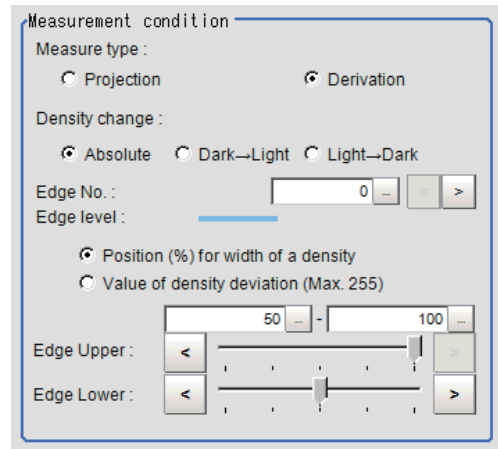 Measurement condition
Measure type :
Projection Derivation
Density change :
Absolute Dark→Light Light→Dark
Edge No. : 0 ... < >
Edge level :
Position (%) for width of a density
Value of density deviation (Max. 255)
50 ... - 100 ...
Edge Upper : < >
Edge Lower : < >